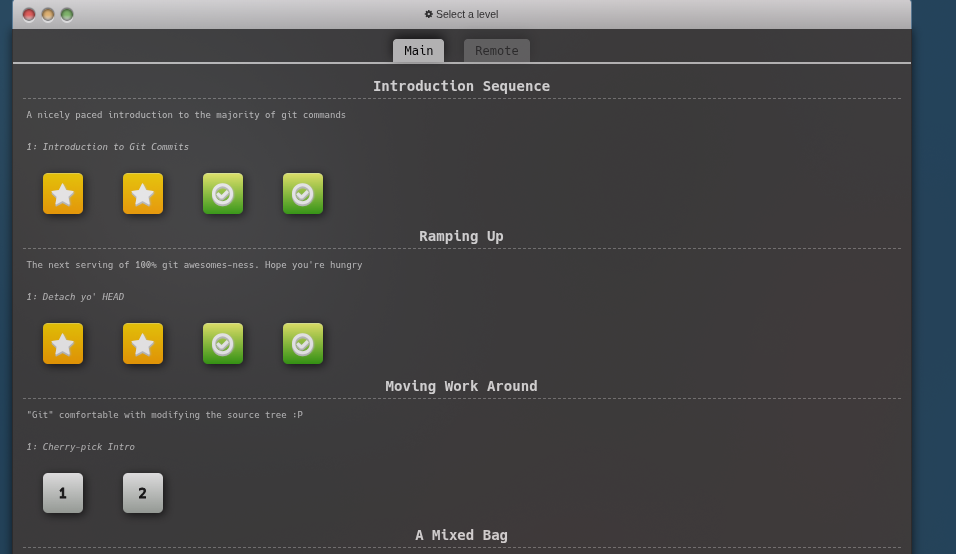 Select a level
Main Remote
Introduction Sequence
A nicely paced introduction to the majority of git commands
1: Introduction to Git Commits
Ramping Up
The next serving of 100% git awesomes-ness. Hope you're hungry
1: Detach yo' HEAD
Moving Work Around
"Git" comfortable with modifying the source tree :P
1: Cherry-pick Intro
1 2
A Mixed Bag